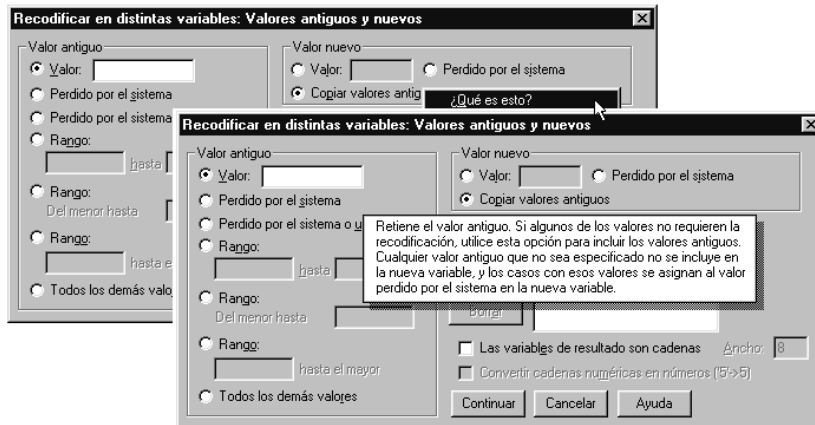 Recodificar en distintas variables: Valores antiguos y nuevos
Valor antiguo
Valor:
Perdido por el sistema
Perdido por el sistema
Rango:
hasta
Rango:
Del menor hasta
Rango:
hasta e
Todos los demás valo
Valor nuevo
Valor:
Perdido por el sistema
Copiar valores antig
¿Qué es esto?
Recodificar en distintas variables: Valores antiguos y nuevos
Valor antiguo
Valor:
Perdido por el sistema
Perdido por el sistema o u
Rango:
hasta
Rango:
Del menor hasta
Rango:
hasta el mayor
Todos los demás valores
Valor nuevo
Valor:
Perdido por el sistema
Copiar valores antiguos
Retiene el valor antiguo. Si algunos de los valores no requieren la
recodificación, utilice esta opción para incluir los valores antiguos.
Cualquier valor antiguo que no sea especificado no se incluye en
la nueva variable, y los casos con esos valores se asignan al valor
perdido por el sistema en la nueva variable.
Borrar
Las variables de resultado son cadenas
Ancho: 8
Convertir cadenas numéricas en números ('5'->5)
Continuar
Cancelar
Ayuda